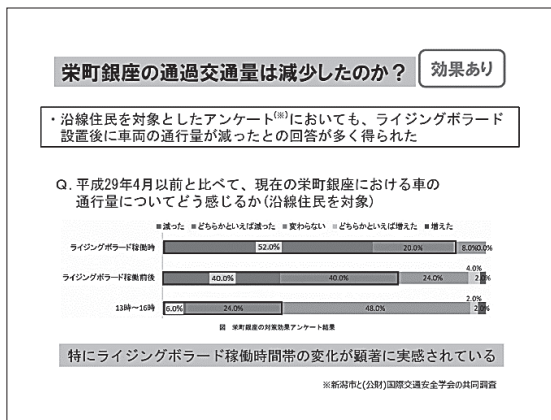 栄町銀座の通過交通量は減少したのか？
効果あり
・沿線住民を対象としたアンケート(※)においても、ライジングボラード
設置後に車両の通行量が減ったとの回答が多く得られた
Q. 平成29年4月以前と比べて、現在の栄町銀座における車の
通行量についてどう感じるか(沿線住民を対象)
■減った ■どちらかといえば減った ■変わらない ■どちらかといえば増えた ■増えた
ライジングボラード稼働時 52.0% 20.0% 8.0% 0.0%
4.0%
ライジングボラード稼働前後 40.0% 40.0% 24.0% 2.0%
2.0%
13時～16時 6.0% 24.0% 48.0% 2.0%
図 栄町銀座の対策効果アンケート結果
特にライジングボラード稼働時間帯の変化が顕著に実感されている
※新潟市と(公財)国際交通安全学会の共同調査